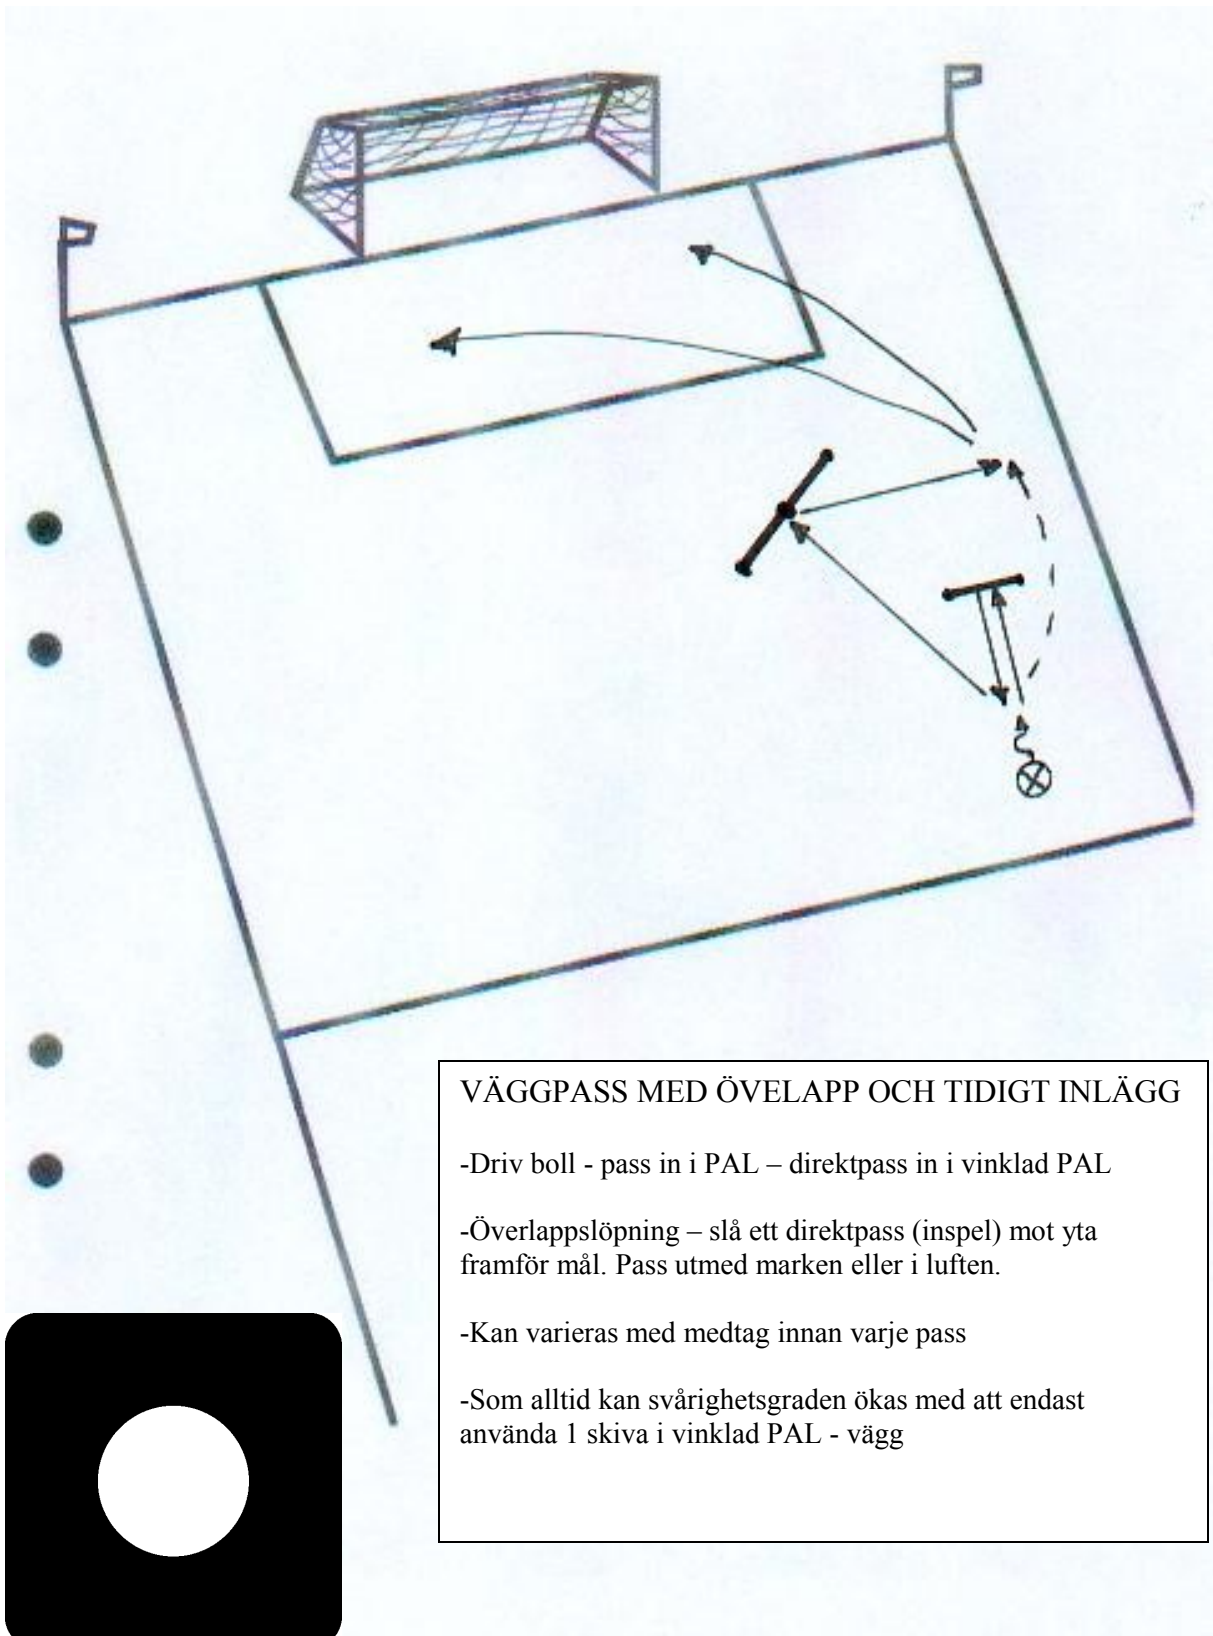 VÄGGPASS MED ÖVELAPP OCH TIDIGT INLÄGG
-Driv boll - pass in i PAL – direktpass in i vinklad PAL
-Överlappslöpning – slå ett direktpass (inspel) mot yta
framför mål. Pass utmed marken eller i luften.
-Kan varieras med medtag innan varje pass
-Som alltid kan svårighetsgraden ökas med att endast
använda 1 skiva i vinklad PAL - vägg